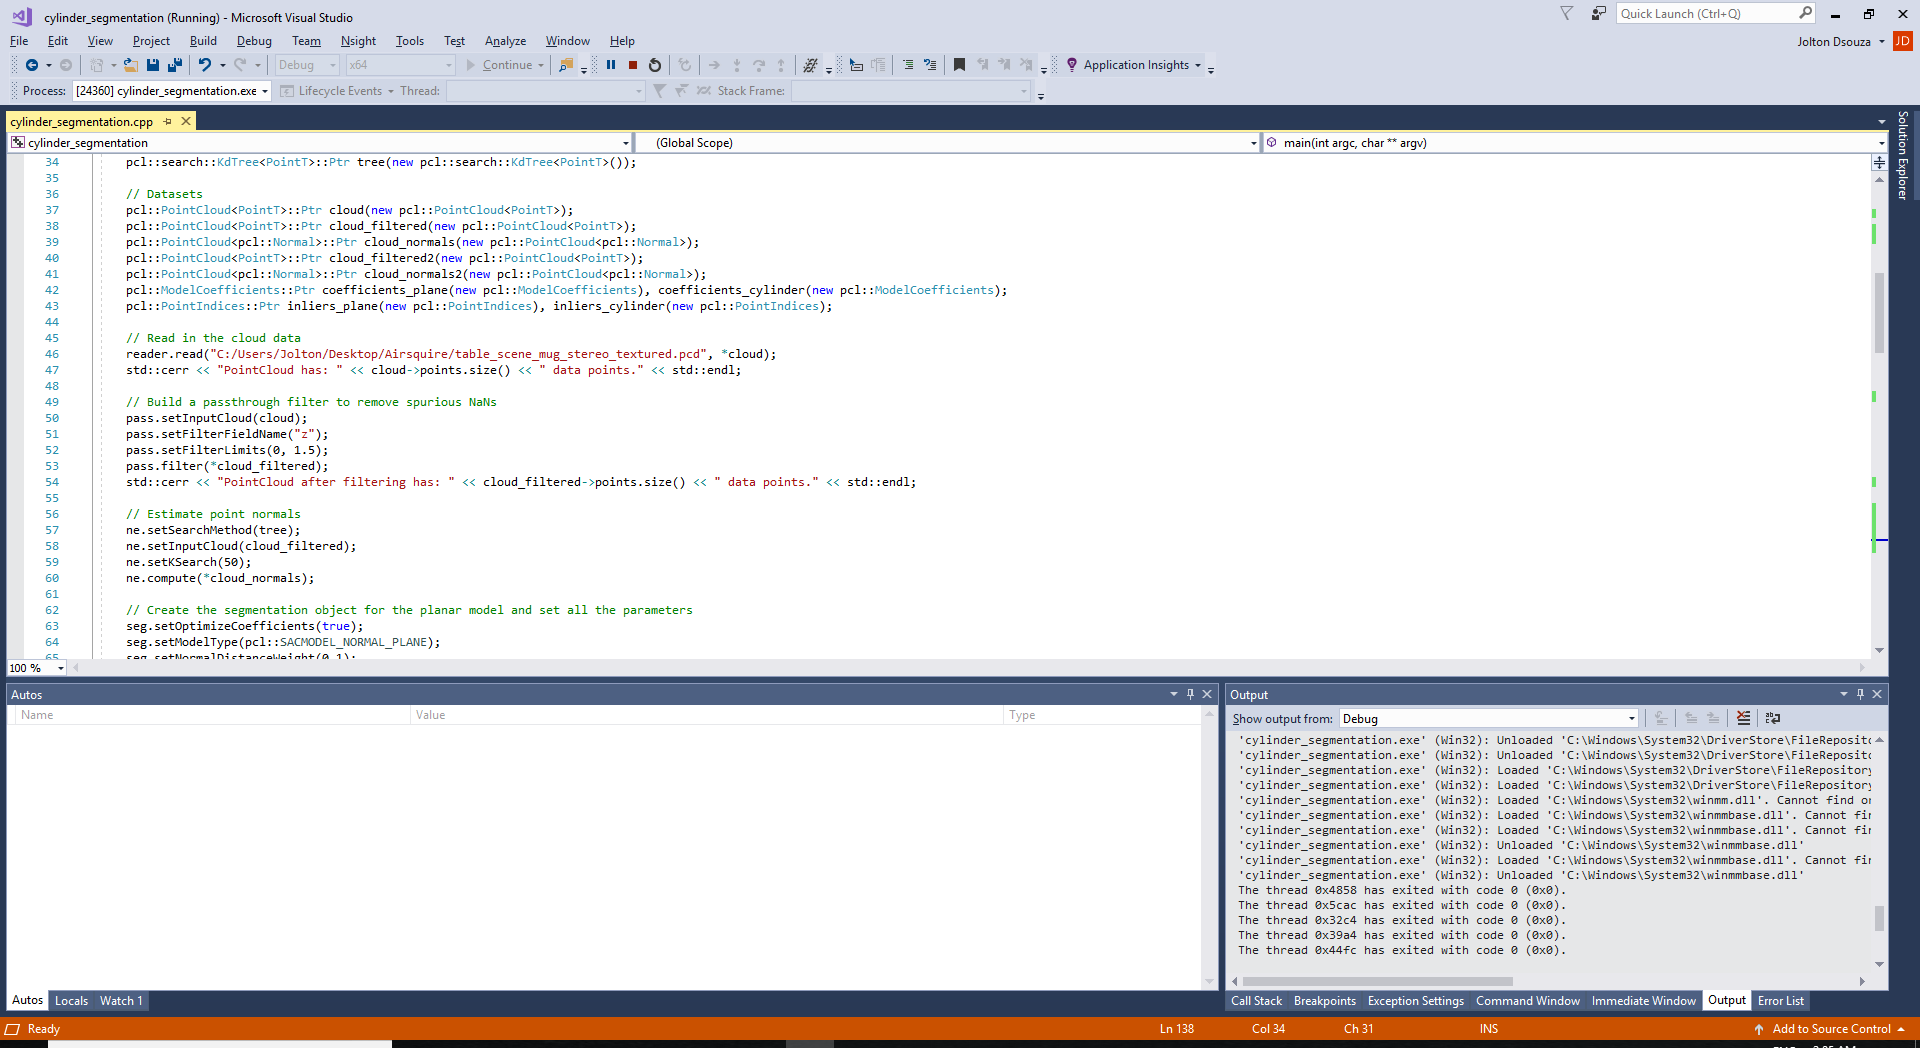 cylinder_segmentation (Running) - Microsoft Visual Studio
Quick Launch (Ctrl+Q)
File Edit View Project Build Debug Team Nsight Tools Test Analyze Window Help
Jolton Dsouza JD
Debug x64 Continue Application Insights
Process: [24360] cylinder_segmentation.exe Lifecycle Events Thread: Stack Frame:
cylinder_segmentation.cpp
Solution Explorer
cylinder_segmentation (Global Scope) main(int argc, char ** argv)
34 pcl::search::KdTree<PointT>::Ptr tree(new pcl::search::KdTree<PointT>());
35
36 // Datasets
37 pcl::PointCloud<PointT>::Ptr cloud(new pcl::PointCloud<PointT>);
38 pcl::PointCloud<PointT>::Ptr cloud_filtered(new pcl::PointCloud<PointT>);
39 pcl::PointCloud<pcl::Normal>::Ptr cloud_normals(new pcl::PointCloud<pcl::Normal>);
40 pcl::PointCloud<PointT>::Ptr cloud_filtered2(new pcl::PointCloud<PointT>);
41 pcl::PointCloud<pcl::Normal>::Ptr cloud_normals2(new pcl::PointCloud<pcl::Normal>);
42 pcl::ModelCoefficients::Ptr coefficients_plane(new pcl::ModelCoefficients), coefficients_cylinder(new pcl::ModelCoefficients);
43 pcl::PointIndices::Ptr inliers_plane(new pcl::PointIndices), inliers_cylinder(new pcl::PointIndices);
44
45 // Read in the cloud data
46 reader.read("C:/Users/Jolton/Desktop/Airsquire/table_scene_mug_stereo_textured.pcd", *cloud);
47 std::cerr << "PointCloud has: " << cloud->points.size() << " data points." << std::endl;
48
49 // Build a passthrough filter to remove spurious NaNs
50 pass.setInputCloud(cloud);
51 pass.setFilterFieldName("z");
52 pass.setFilterLimits(0, 1.5);
53 pass.filter(*cloud_filtered);
54 std::cerr << "PointCloud after filtering has: " << cloud_filtered->points.size() << " data points." << std::endl;
55
56 // Estimate point normals
57 ne.setSearchMethod(tree);
58 ne.setInputCloud(cloud_filtered);
59 ne.setKSearch(50);
60 ne.compute(*cloud_normals);
61
62 // Create the segmentation object for the planar model and set all the parameters
63 seg.setOptimizeCoefficients(true);
64 seg.setModelType(pcl::SACMODEL_NORMAL_PLANE);
65 seg.setNormalDistanceWeight(0.1);
100 %
Autos
Name Value Type
Output
Show output from: Debug
'cylinder_segmentation.exe' (Win32): Unloaded 'C:\Windows\System32\DriverStore\FileReposito
'cylinder_segmentation.exe' (Win32): Unloaded 'C:\Windows\System32\DriverStore\FileReposito
'cylinder_segmentation.exe' (Win32): Loaded 'C:\Windows\System32\DriverStore\FileRepository
'cylinder_segmentation.exe' (Win32): Loaded 'C:\Windows\System32\DriverStore\FileRepository
'cylinder_segmentation.exe' (Win32): Loaded 'C:\Windows\System32\winmm.dll'. Cannot find or
'cylinder_segmentation.exe' (Win32): Loaded 'C:\Windows\System32\winmmbase.dll'. Cannot fin
'cylinder_segmentation.exe' (Win32): Loaded 'C:\Windows\System32\winmmbase.dll'. Cannot fin
'cylinder_segmentation.exe' (Win32): Unloaded 'C:\Windows\System32\winmmbase.dll'
'cylinder_segmentation.exe' (Win32): Loaded 'C:\Windows\System32\winmmbase.dll'. Cannot fin
'cylinder_segmentation.exe' (Win32): Unloaded 'C:\Windows\System32\winmmbase.dll'
The thread 0x4858 has exited with code 0 (0x0).
The thread 0x5cac has exited with code 0 (0x0).
The thread 0x32c4 has exited with code 0 (0x0).
The thread 0x39a4 has exited with code 0 (0x0).
The thread 0x44fc has exited with code 0 (0x0).
Autos Locals Watch 1
Call Stack Breakpoints Exception Settings Command Window Immediate Window Output Error List
Ready Ln 138 Col 34 Ch 31 INS Add to Source Control